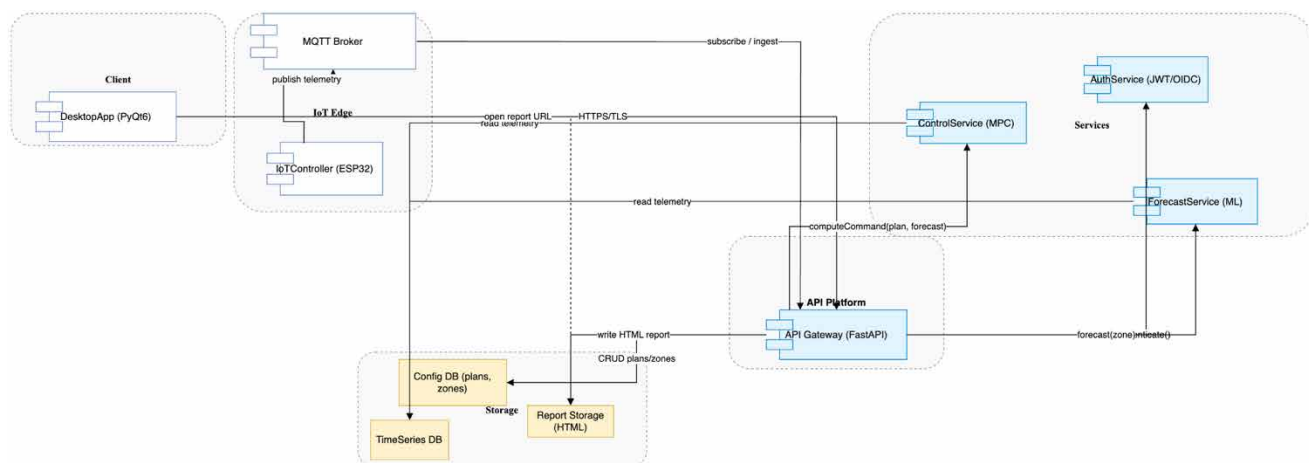 MQTT Broker
subscribe / ingest
publish telemetry
Client
AuthService (JWT/OIDC)
DesktopApp (PyQt6)
IoT Edge
open report URL
HTTPS/TLS
read telemetry
ControlService (MPC)
Services
IoTController (ESP32)
read telemetry
ForecastService (ML)
computeCommand(plan, forecast)
API Platform
write HTML report
API Gateway (FastAPI)
forecast(zone)
nticate()
CRUD plans/zones
Config DB (plans,
zones)
Storage
Report Storage
(HTML)
TimeSeries DB